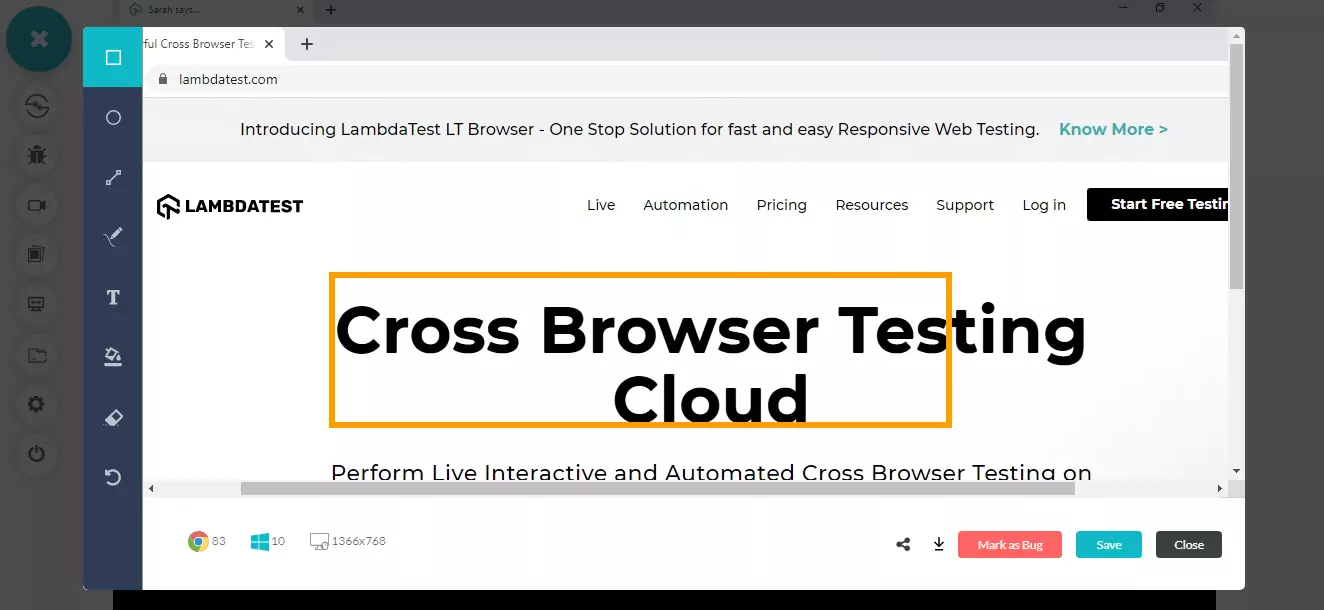 Sarah says...
rful Cross Browser Tes
lambdatest.com
Introducing LambdaTest LT Browser - One Stop Solution for fast and easy Responsive Web Testing. Know More >
LAMBDATEST Live Automation Pricing Resources Support Log in Start Free Testin
Cross Browser Testing
Cloud
Perform Live Interactive and Automated Cross Browser Testing on
T
83 10 1366x768 Mark as Bug Save Close